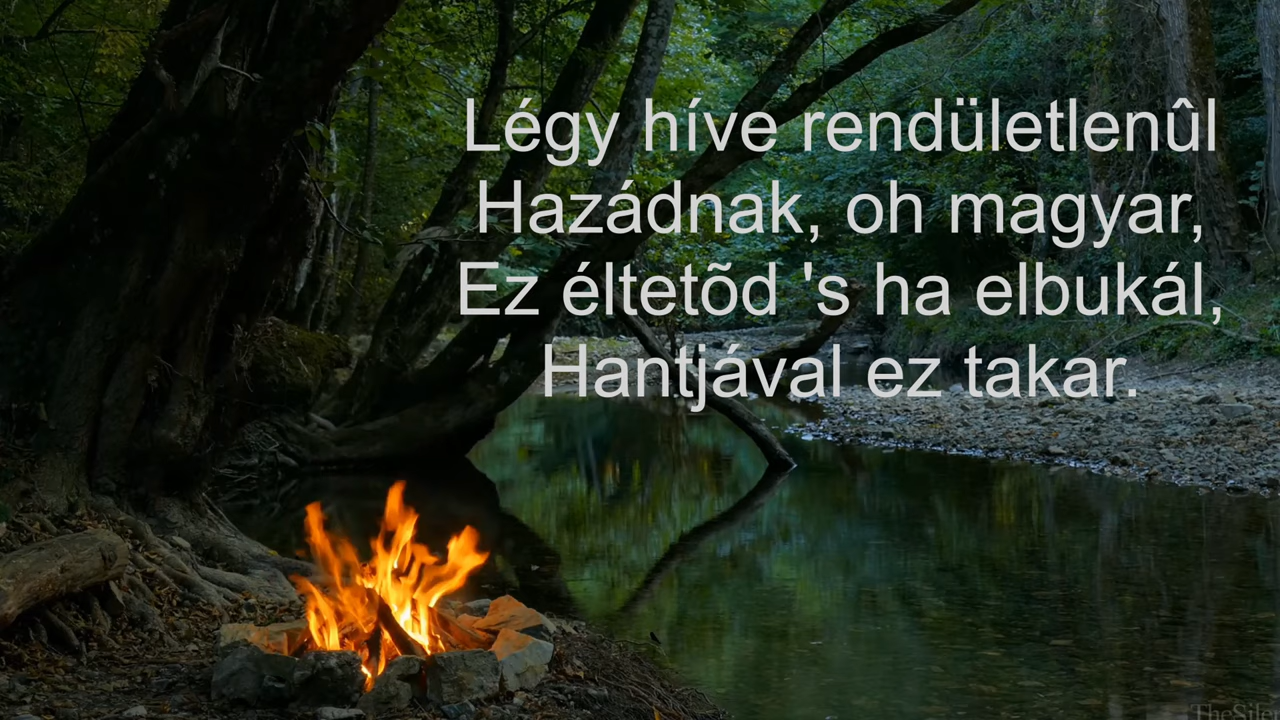 Légy híve rendületlenûl
Hazádnak, oh magyar,
Ez éltetõd 's ha elbukál,
Hantjával ez takar.